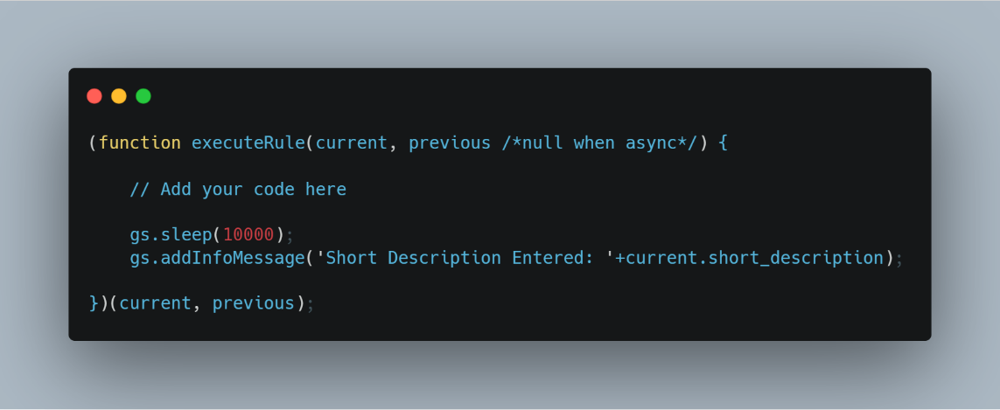 (function executeRule(current, previous /*null when async*/) {
// Add your code here
gs.sleep(10000);
gs.addInfoMessage('Short Description Entered: '+current.short_description);
})(current, previous);